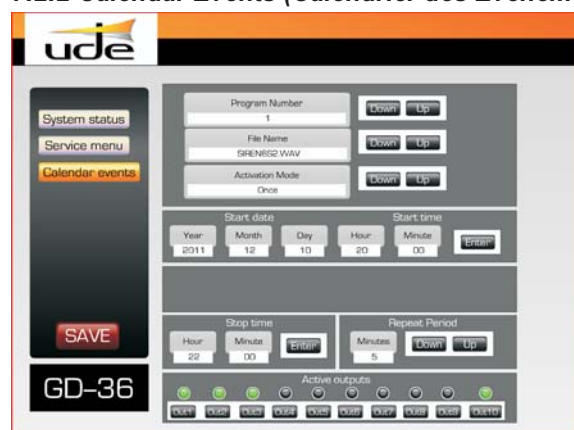 ude
System status
Service menu
Calendar events
SAVE
GD-36
Program Number
1
Down Up
File Name
SIREN6S2.WAV
Down Up
Activation Mode
Once
Down Up
Start date Start time
Year Month Day Hour Minute
2011 12 10 20 00
Enter
Stop time Repeat Period
Hour Minute Minutes
22 00 5
Enter Down Up
Active outputs
Out1 Out2 Out3 Out4 Out5 Out6 Out7 Out8 Out9 Out10